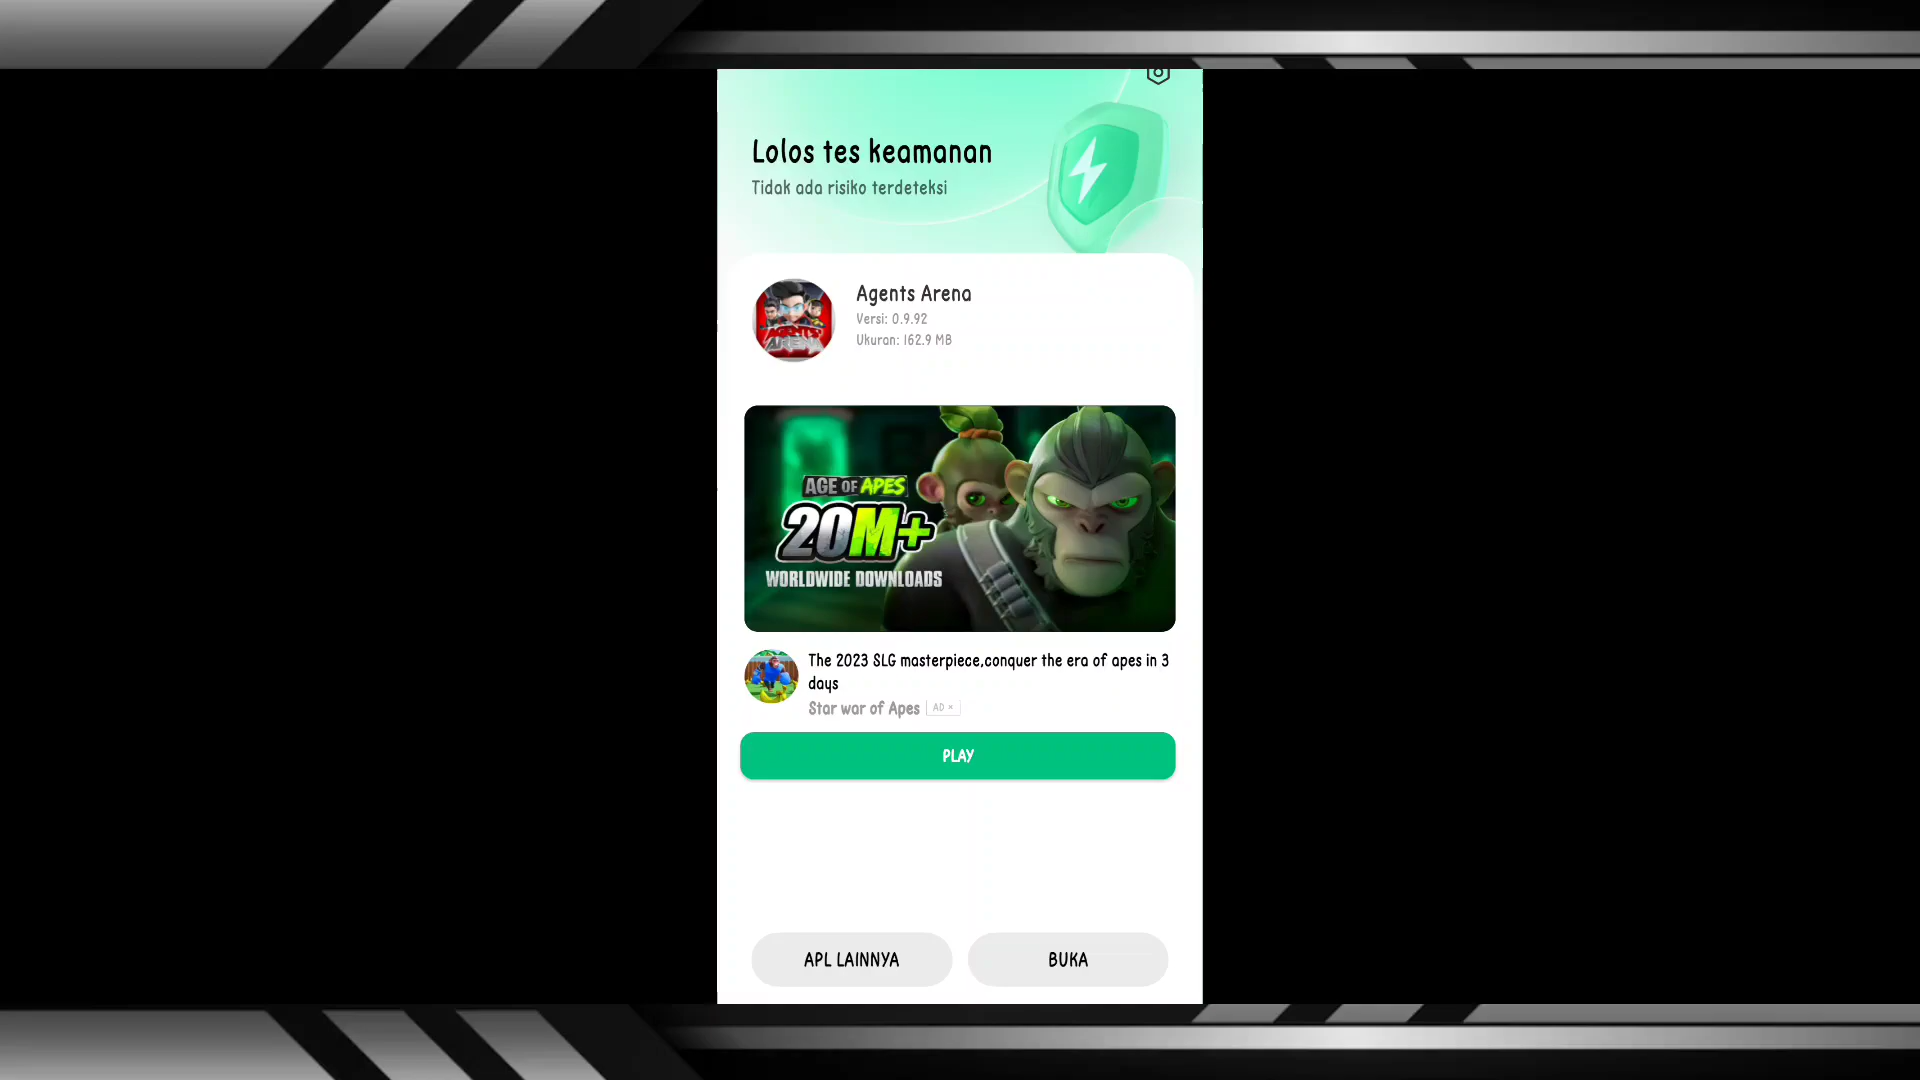 Lolos tes keamanan
Tidak ada risiko terdeteksi
Agents Arena
Versi: 0.9.92
Ukuran: 162.9 MB
AGENTS
ARENA
AGE OF APES
20M+
WORLDWIDE DOWNLOADS
The 2023 SLG masterpiece,conquer the era of apes in 3
days
Star war of Apes AD ×
PLAY
APL LAINNYA
BUKA